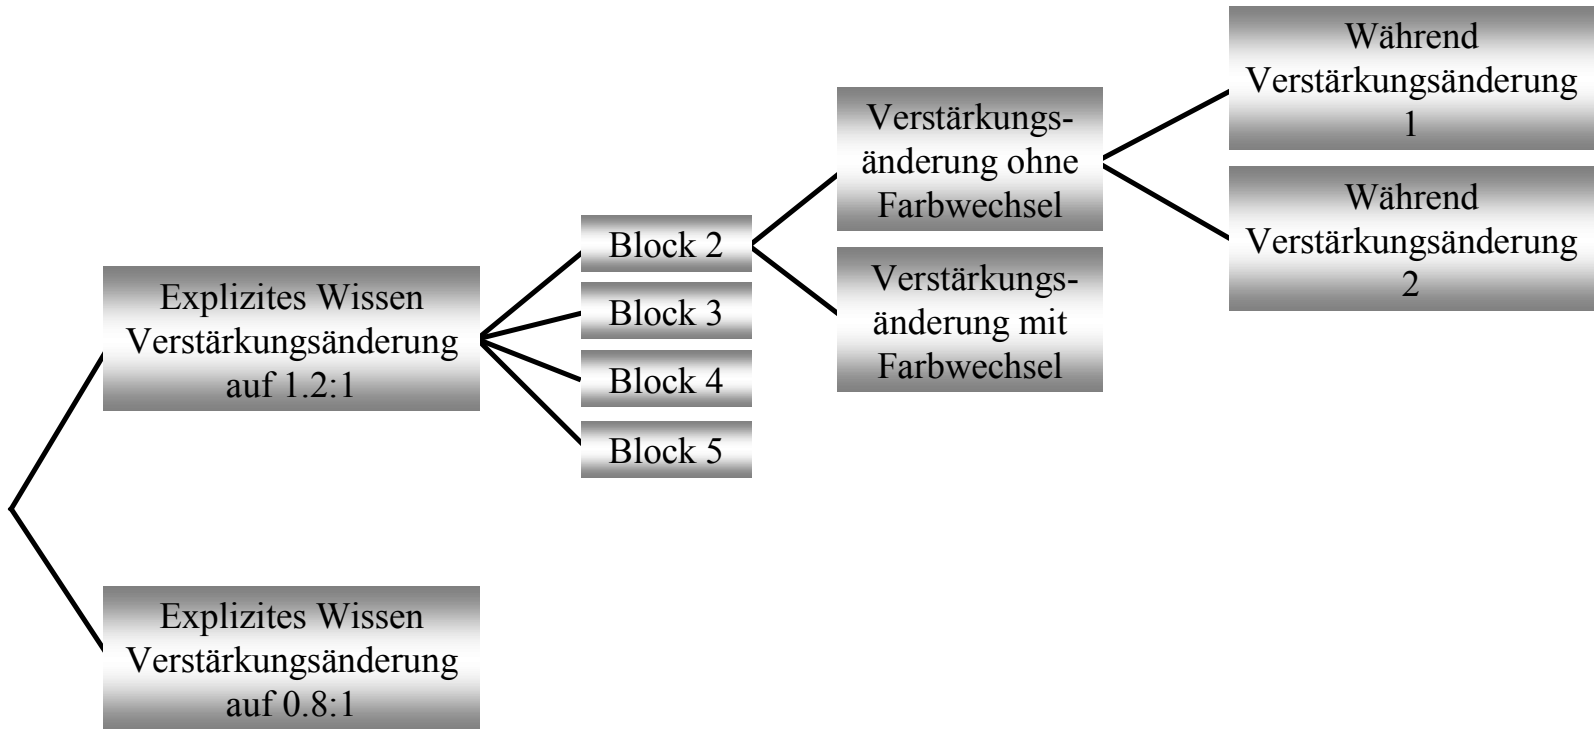 Explizites Wissen
Verstärkungsänderung
auf 1.2:1
Explizites Wissen
Verstärkungsänderung
auf 0.8:1
Block 2
Block 3
Block 4
Block 5
Verstärkungs-
änderung ohne
Farbwechsel
Verstärkungs-
änderung mit
Farbwechsel
Während
Verstärkungsänderung
1
Während
Verstärkungsänderung
2